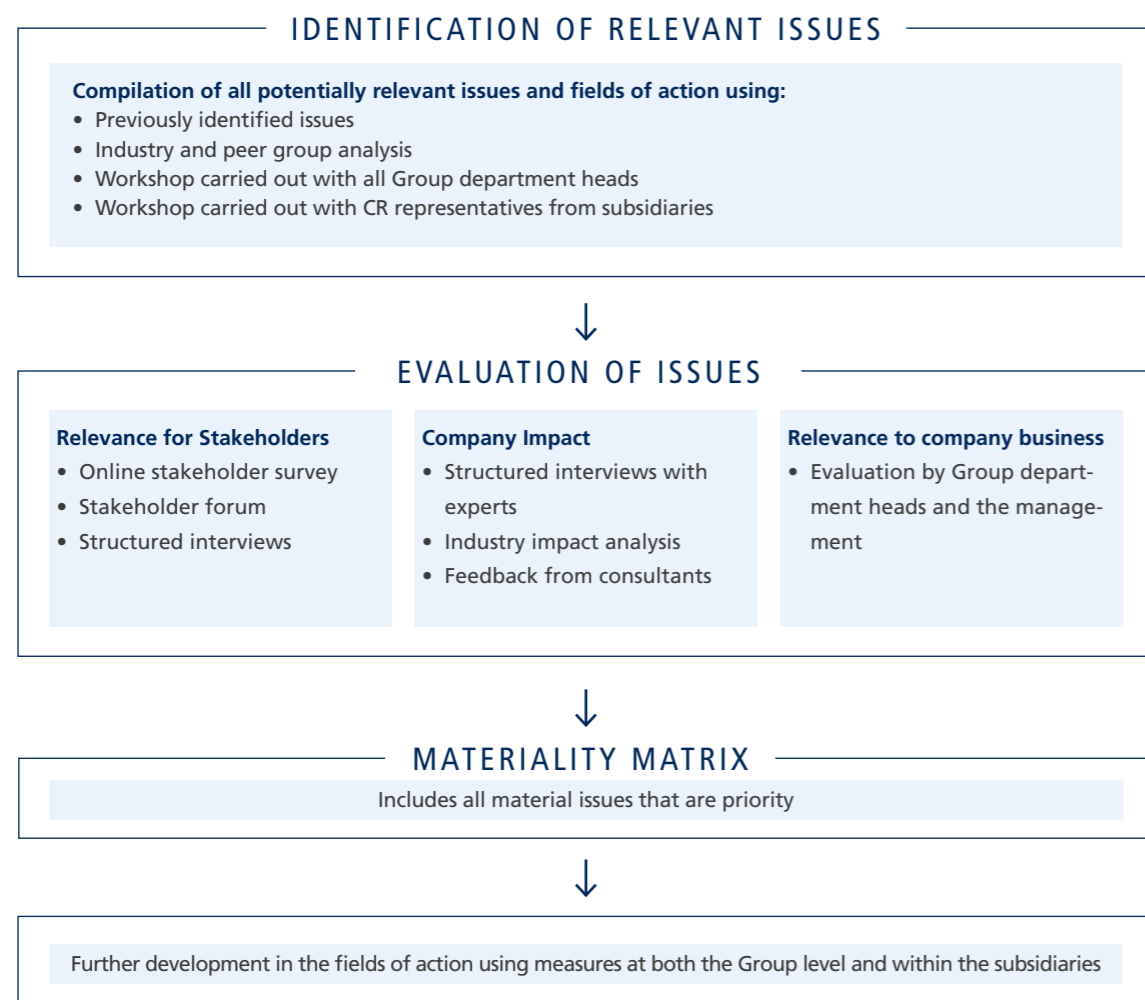 IDENTIFICATION OF RELEVANT ISSUES
Compilation of all potentially relevant issues and fields of action using:
• Previously identified issues
• Industry and peer group analysis
• Workshop carried out with all Group department heads
• Workshop carried out with CR representatives from subsidiaries
EVALUATION OF ISSUES
Relevance for Stakeholders
• Online stakeholder survey
• Stakeholder forum
• Structured interviews
Company Impact
• Structured interviews with
experts
• Industry impact analysis
• Feedback from consultants
Relevance to company business
• Evaluation by Group depart-
ment heads and the manage-
ment
MATERIALITY MATRIX
Includes all material issues that are priority
Further development in the fields of action using measures at both the Group level and within the subsidiaries